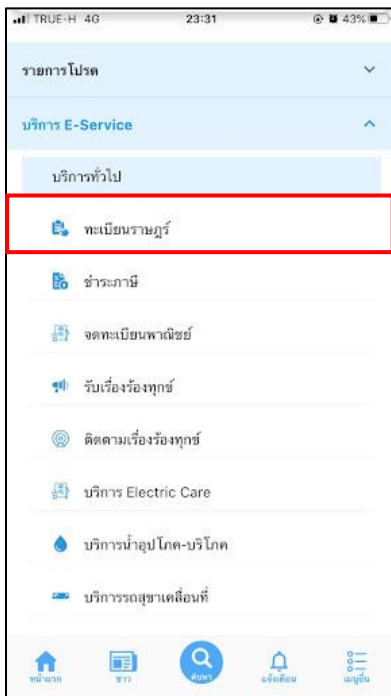 TRUE-H 4G 23:31 43%
รายการโปรด
บริการ E-Service
บริการทั่วไป
ทะเบียนราษฎร์
ชำระภาษี
จดทะเบียนพาณิชย์
รับเรื่องร้องทุกข์
ติดตามเรื่องร้องทุกข์
บริการ Electric Care
บริการน้ำอุปโภค-บริโภค
บริการรถสุขาเคลื่อนที่
หน้าแรก ข่าว ค้นหา แจ้งเตือน เมนูอื่น